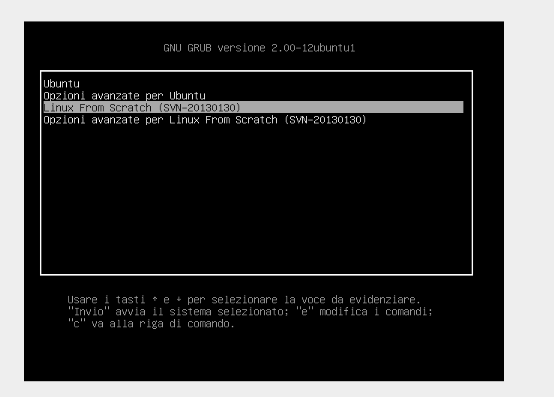 GNU GRUB versione 2.00-12ubuntu1
Ubuntu
Opzioni avanzate per Ubuntu
Linux From Scratch (SVN-20130130)
Opzioni avanzate per Linux From Scratch (SVN-20130130)
Usare i tasti ↑ e ↓ per selezionare la voce da evidenziare.
"Invio" avvia il sistema selezionato; "e" modifica i comandi;
"c" va alla riga di comando.